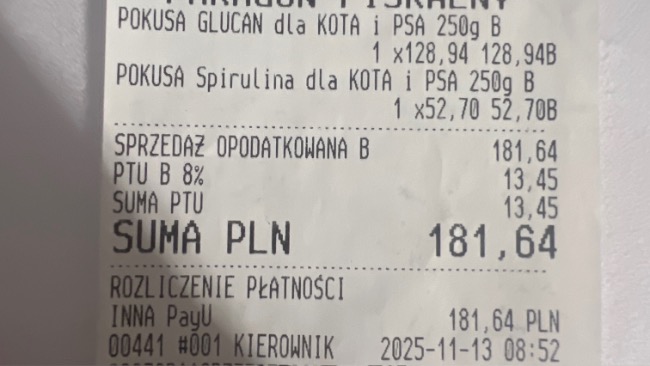 PARAGON FISKALNY
POKUSA GLUCAN dla KOTA i PSA 250g B
1 x128,94 128,94B
POKUSA Spirulina dla KOTA i PSA 250g B
1 x52,70 52,70B
SPRZEDAŻ OPODATKOWANA B 181,64
PTU B 8% 13,45
SUMA PTU 13,45
SUMA PLN 181,64
ROZLICZENIE PŁATNOŚCI
INNA PayU 181,64 PLN
00441 #001 KIEROWNIK 2025-11-13 08:52